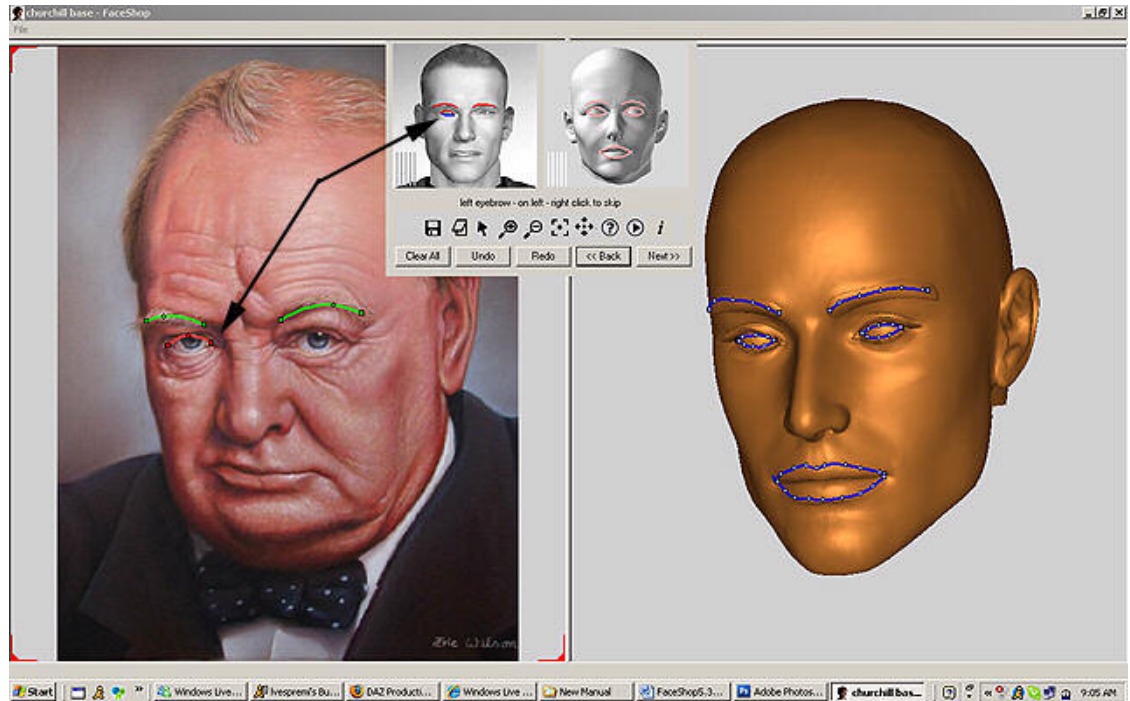 churchill base - FaceShop
File
left eyebrow - on left - right click to skip
Clear All Undo Redo << Back Next >>
Eric Wilson
Start » Windows Live... Ivespremi's Bu... DAZ Producti... Windows Live ... New Manual FaceShop5.3... Adobe Photos... churchill bas... « 9:05 AM